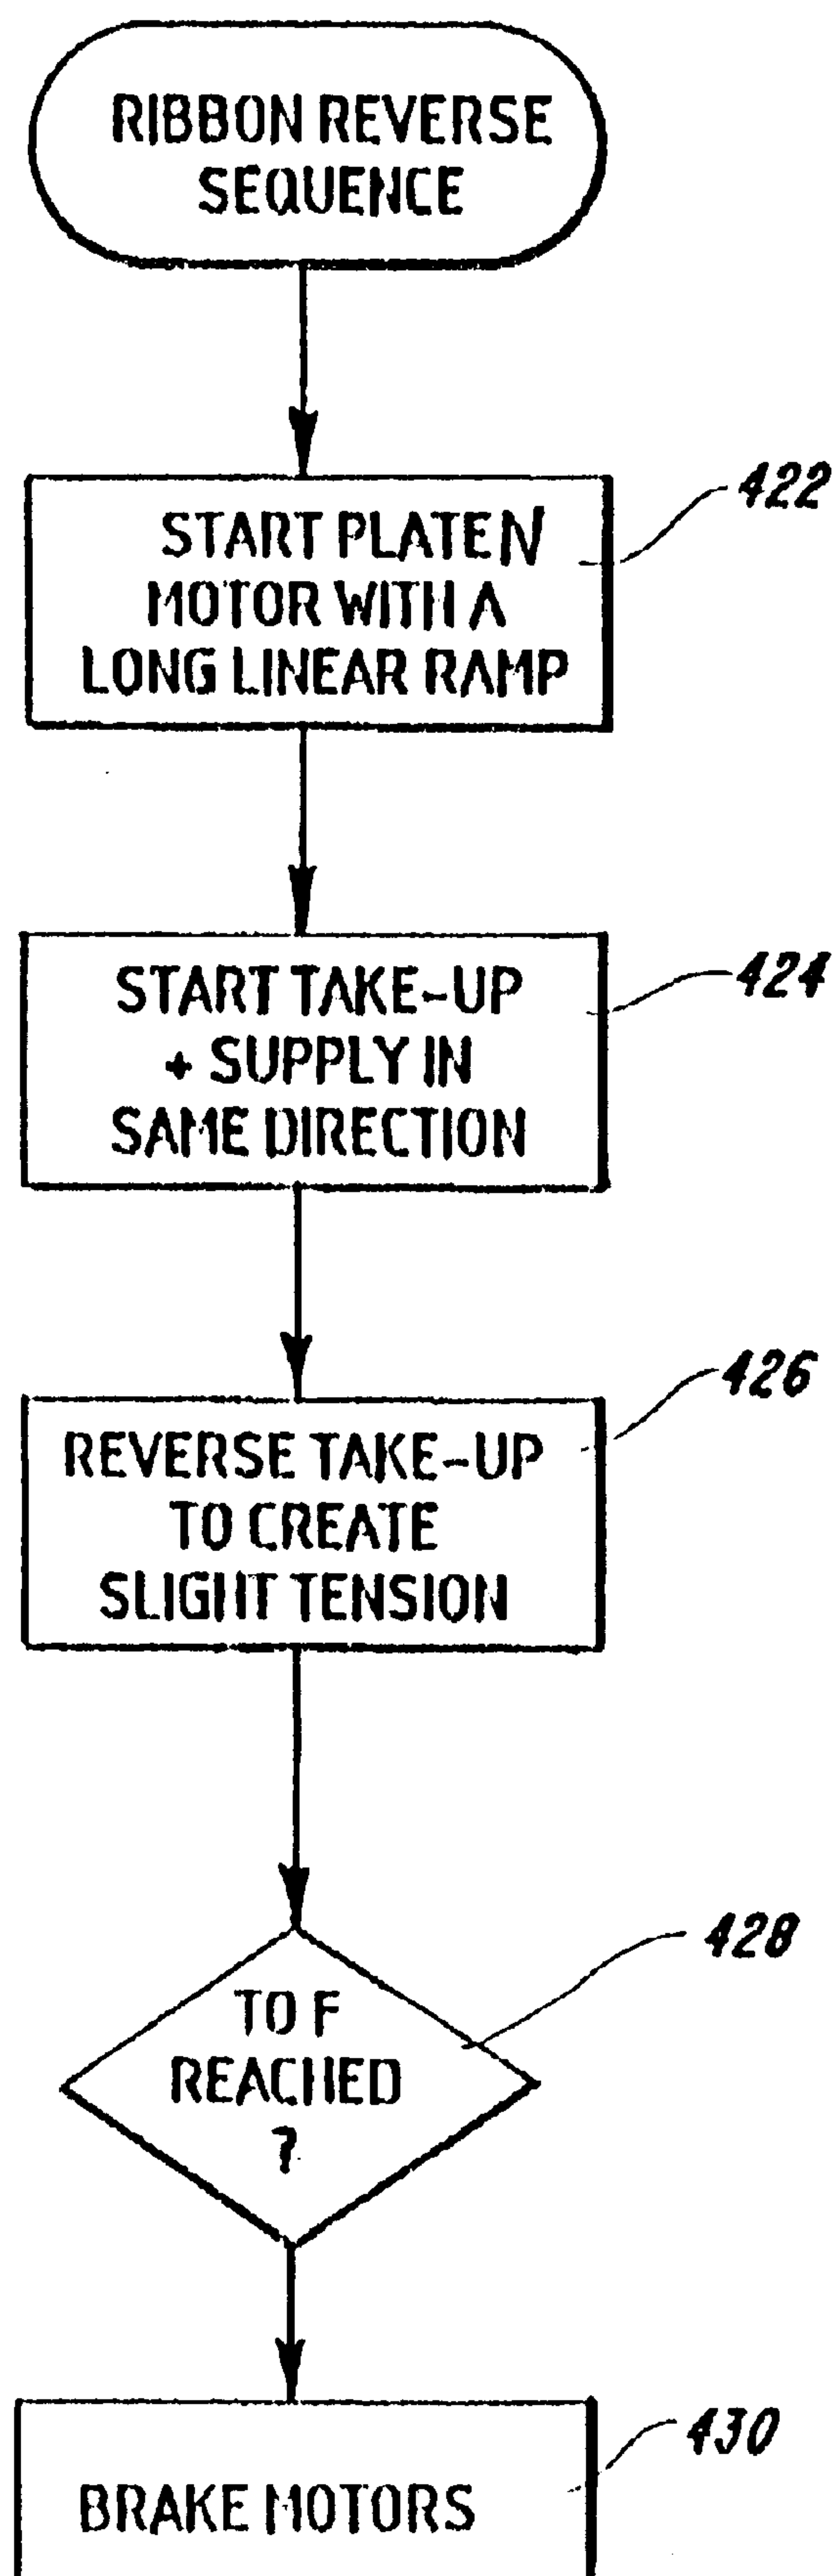 RIBBON REVERSE
SEQUENCE
422
START PLATEN
MOTOR WITH A
LONG LINEAR RAMP
424
START TAKE-UP
+ SUPPLY IN
SAME DIRECTION
426
REVERSE TAKE-UP
TO CREATE
SLIGHT TENSION
428
TO F
REACHED
?
430
BRAKE MOTORS